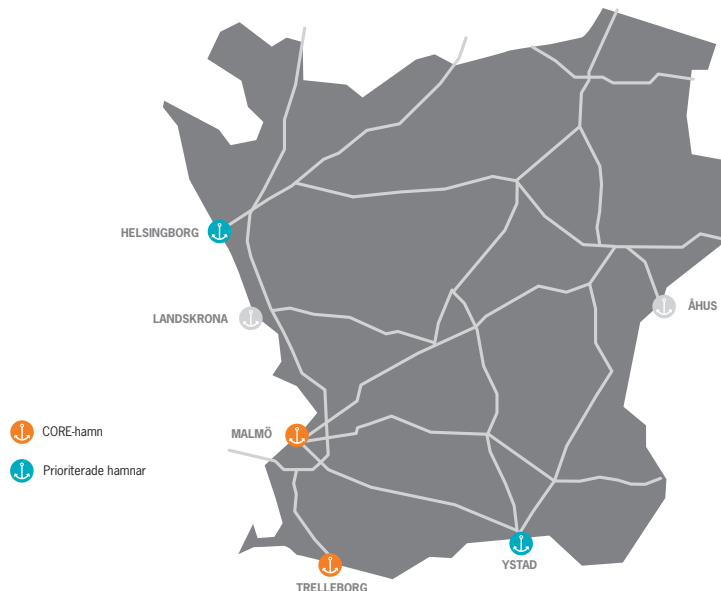 HELSINGBORG
LANDSKRONA
ÅHUS
MALMÖ
CORE-hamn
Prioriterade hamnar
YSTAD
TRELLEBORG